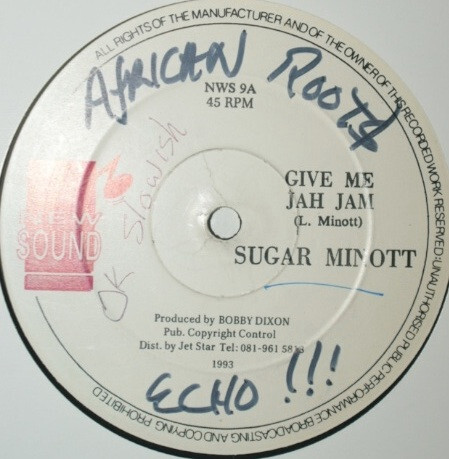 ALL RIGHTS OF THE MANUFACTURER AND OF THE OWNER OF THIS RECORDED WORK RESERVED: UNAUTHORISED PUBLIC PERFORMANCE BROADCASTING AND COPYING PROHIBITED
AFRICAN ROOTS
NWS 9A
45 RPM
OK slowish
NEW
SOUND
GIVE ME
JAH JAM
(L. Minott)
SUGAR MINOTT
Produced by BOBBY DIXON
Pub. Copyright Control
Dist. by Jet Star Tel: 081-961
1993
ECHO !!!